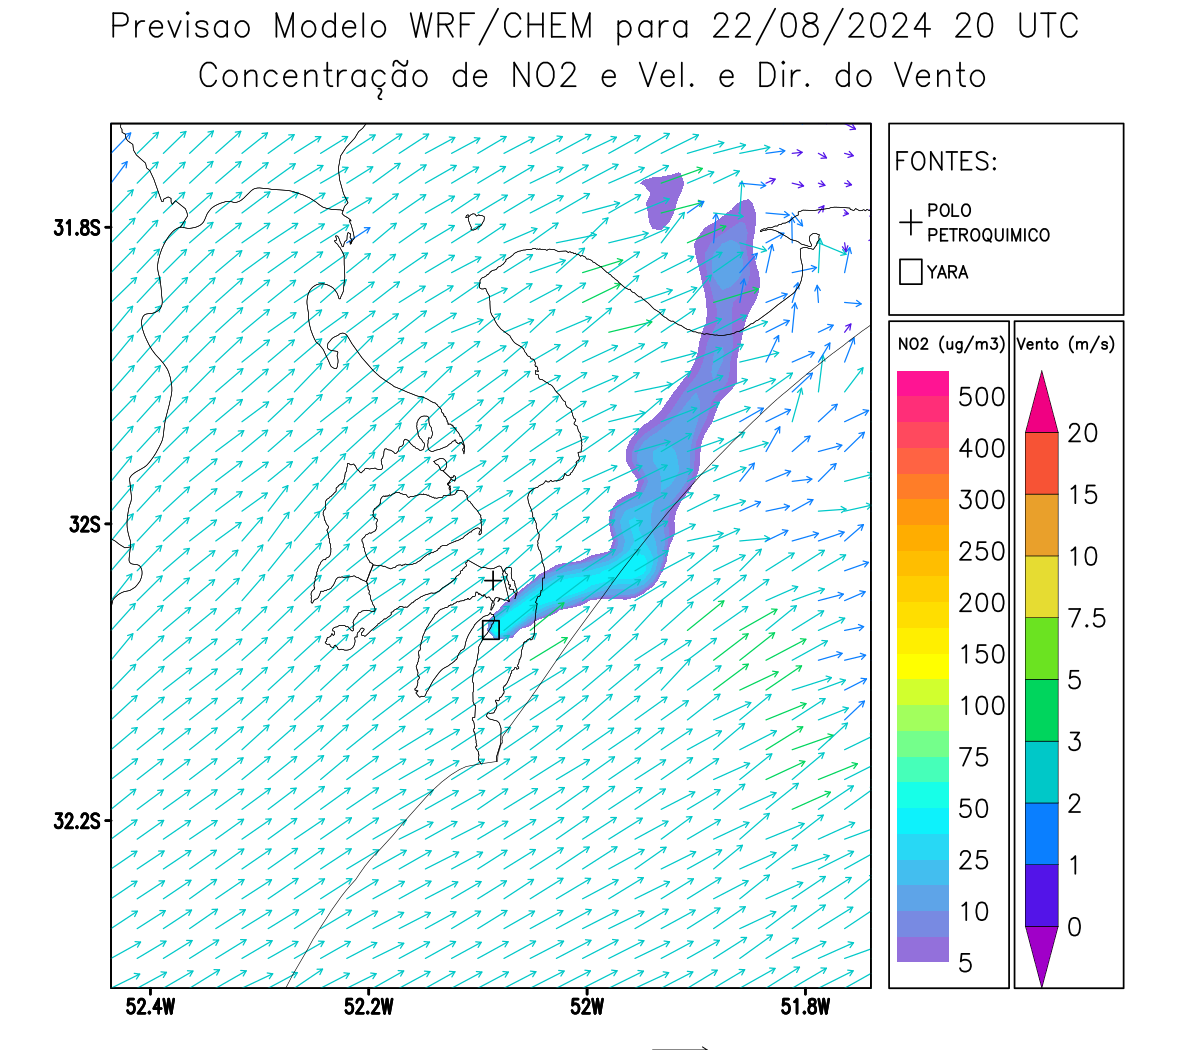 Previsao Modelo WRF/CHEM para 22/08/2024 20 UTC
Concentração de NO2 e Vel. e Dir. do Vento
FONTES:
POLO
PETROQUIMICO
YARA
31.8S
32S
32.2S
52.4W
52.2W
52W
51.8W
NO2 (ug/m3)
500
400
300
250
200
150
100
75
50
25
10
5
Vento (m/s)
20
15
10
7.5
5
3
2
1
0